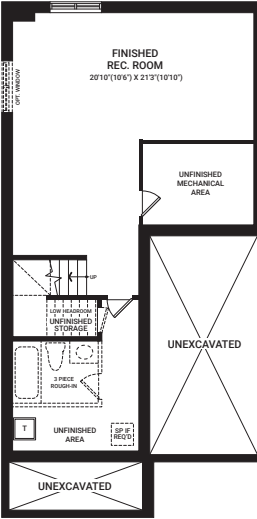 FINISHED
REC. ROOM
20'10"(10'6") X 21'3"(10'10")
OPT. WINDOW
UNFINISHED
MECHANICAL
AREA
UP
LOW HEADROOM
UNFINISHED
STORAGE
UNEXCAVATED
3 PIECE
ROUGH-IN
T
UNFINISHED
AREA
SP IF
REQ'D
UNEXCAVATED